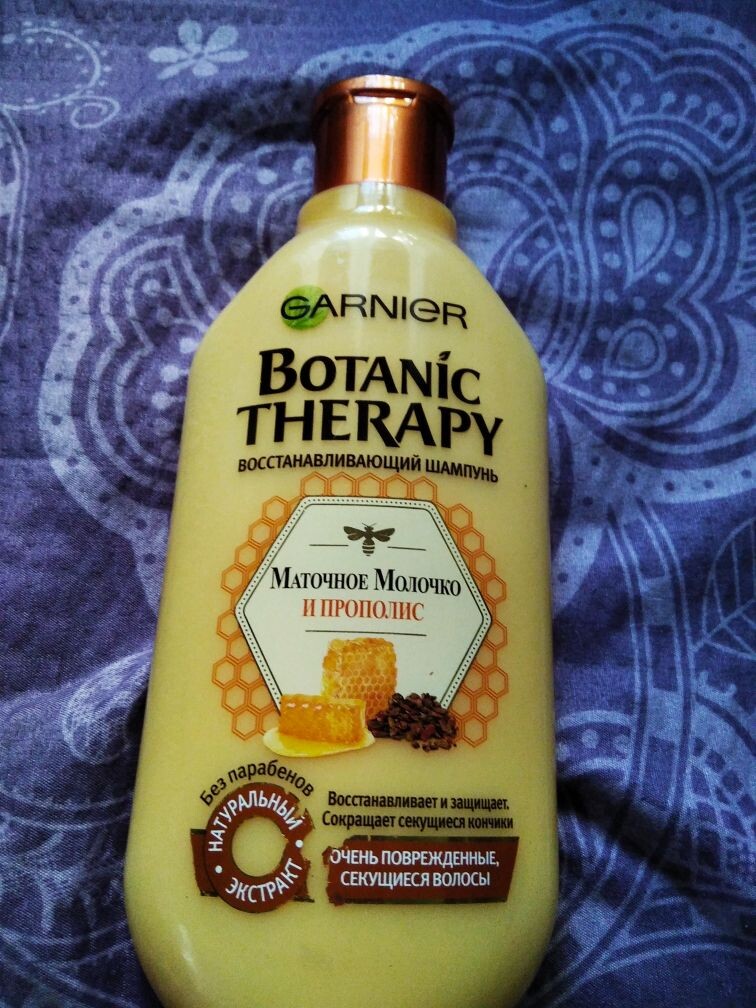 GARNIER
BOTANIC
THERAPY
ВОССТАНАВЛИВАЮЩИЙ ШАМПУНЬ
МАТОЧНОЕ МОЛОЧКО
И ПРОПОЛИС
Без парабенов
НАТУРАЛЬНЫЙ
ЭКСТРАКТ
Восстанавливает и защищает.
Сокращает секущиеся кончики
ОЧЕНЬ ПОВРЕЖДЕННЫЕ,
СЕКУЩИЕСЯ ВОЛОСЫ